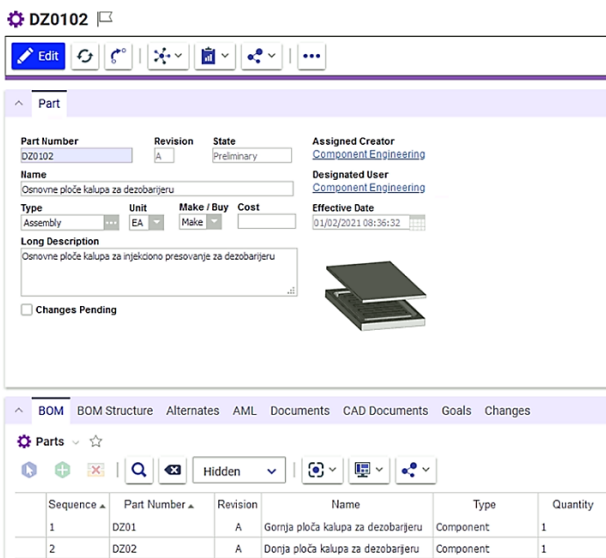 DZ0102
Edit
Part
Part Number Revision State Assigned Creator
DZ0102 A Preliminary Component Engineering
Name Designated User
Osnovne ploče kalupa za dezobarijeru Component Engineering
Type Unit Make / Buy Cost Effective Date
Assembly EA Make 01/02/2021 08:36:32
Long Description
Osnovne ploče kalupa za injekciono presovanje za dezobarijeru
Changes Pending
BOM BOM Structure Alternates AML Documents CAD Documents Goals Changes
Parts
Hidden
Sequence Part Number Revision Name Type Quantity
1 DZ01 A Gornja ploča kalupa za dezobarijeru Component 1
2 DZ02 A Donja ploča kalupa za dezobarijeru Component 1